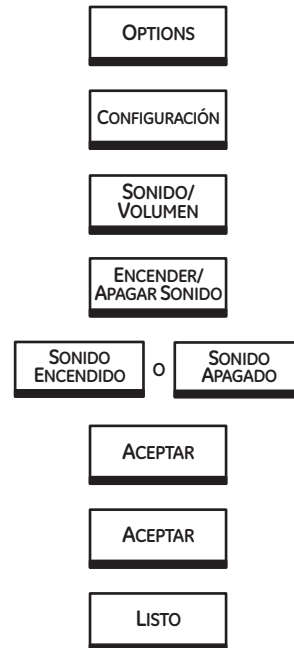 OPTIONS
CONFIGURACIÓN
SONIDO/
VOLUMEN
ENCENDER/
APAGAR SONIDO
SONIDO
ENCENDIDO
O
SONIDO
APAGADO
ACEPTAR
ACEPTAR
LISTO